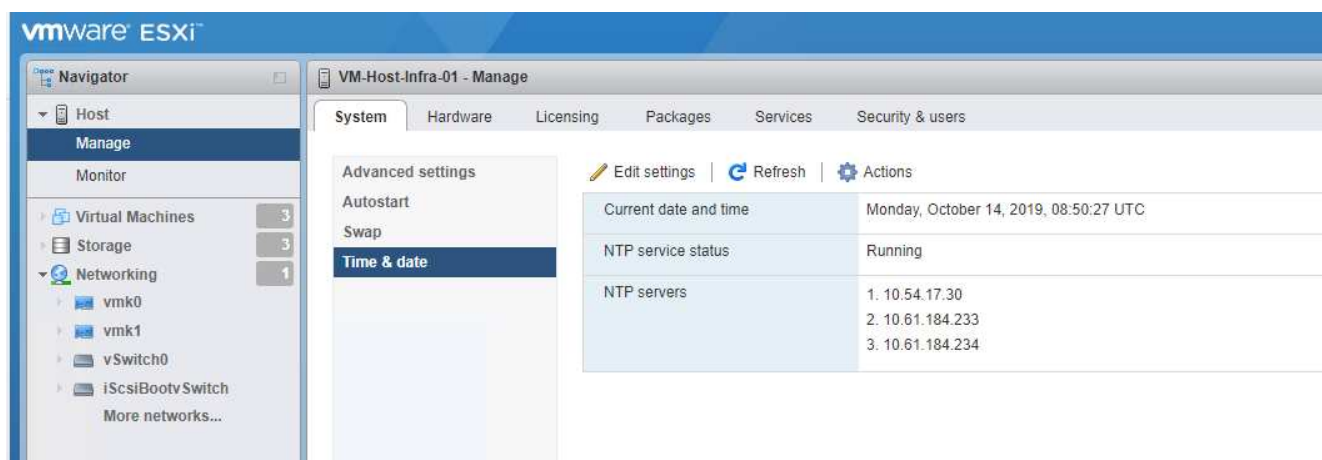 vmware® ESXi™
Navigator
Host
Manage
Monitor
Virtual Machines 3
Storage 3
Networking 1
vmk0
vmk1
vSwitch0
iScsiBootvSwitch
More networks...
VM-Host-Infra-01 - Manage
System Hardware Licensing Packages Services Security & users
Advanced settings
Autostart
Swap
Time & date
Edit settings | Refresh | Actions
Current date and time Monday, October 14, 2019, 08:50:27 UTC
NTP service status Running
NTP servers 1. 10.54.17.30
2. 10.61.184.233
3. 10.61.184.234